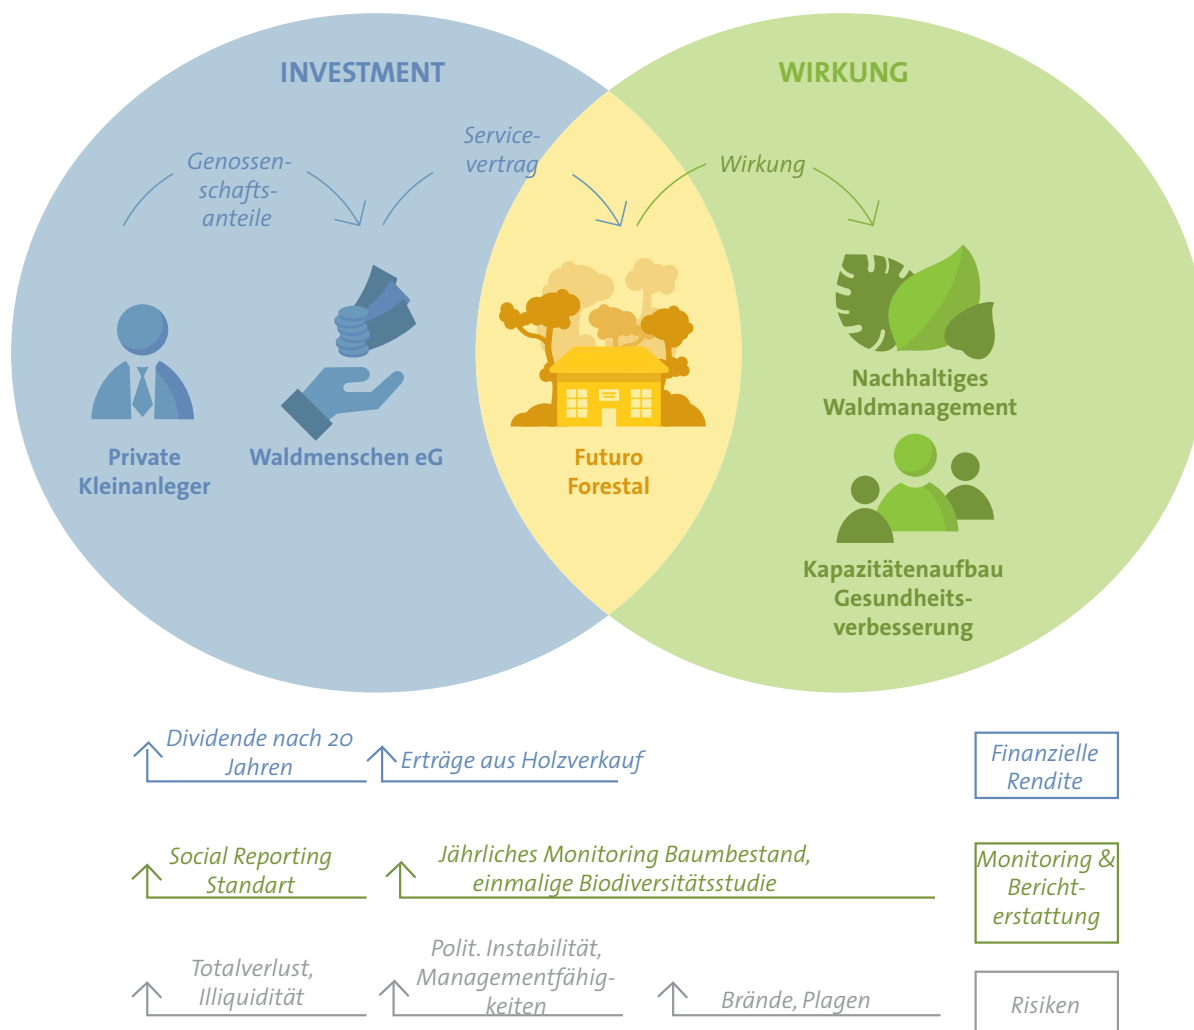 INVESTMENT
WIRKUNG
Genossen-
schafts-
anteile
Service-
vertrag
Wirkung
Private
Kleinanleger
Waldmenschen eG
Futuro
Forestal
Nachhaltiges
Waldmanagement
Kapazitätenaufbau
Gesundheits-
verbesserung
Dividende nach 20
Jahren
Erträge aus Holzverkauf
Finanzielle
Rendite
Social Reporting
Standart
Jährliches Monitoring Baumbestand,
einmalige Biodiversitätsstudie
Monitoring &
Bericht-
erstattung
Totalverlust,
Illiquidität
Polit. Instabilität,
Managementfähig-
keiten
Brände, Plagen
Risiken